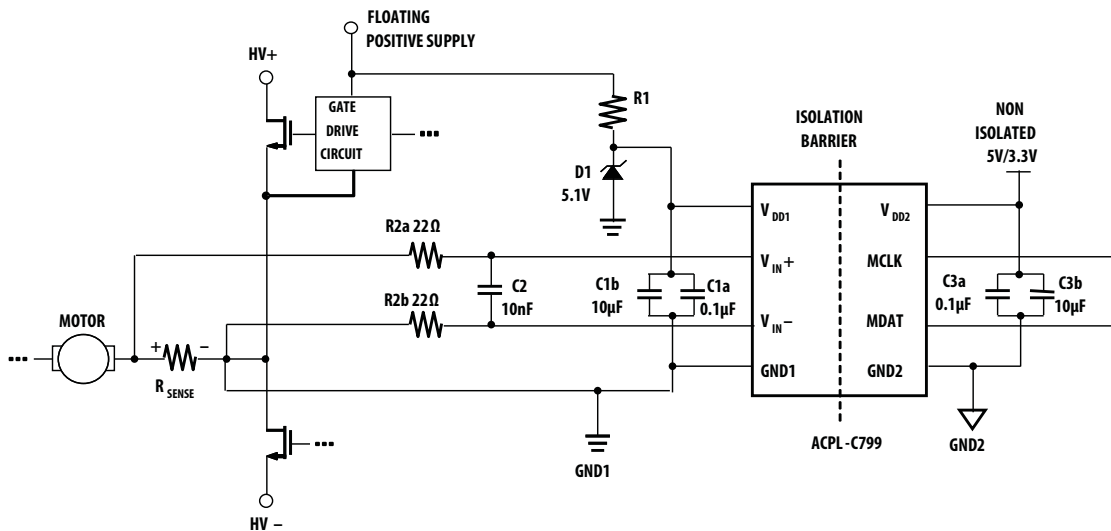 FLOATING
POSITIVE SUPPLY
HV+
GATE
DRIVE
CIRCUIT
R1
D1
5.1V
ISOLATION
BARRIER
NON
ISOLATED
5V/3.3V
R2a 22Ω
R2b 22Ω
C2
10nF
C1b
10µF
C1a
0.1µF
VDD1
VIN+
VIN−
GND1
VDD2
MCLK
MDAT
GND2
C3a
0.1µF
C3b
10µF
MOTOR
+
−
RSENSE
GND1
ACPL-C799
GND2
HV −